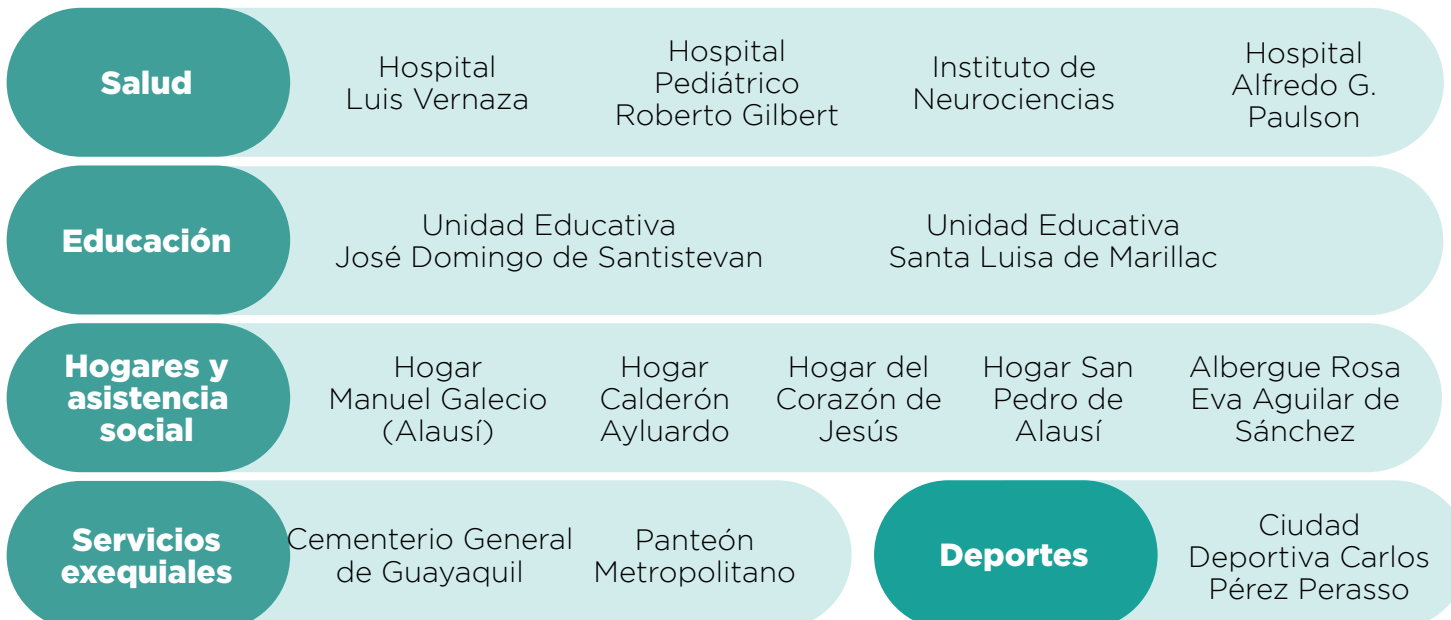 Salud
Hospital
Luis Vernaza
Hospital
Pediátrico
Roberto Gilbert
Instituto de
Neurociencias
Hospital
Alfredo G.
Paulson
Educación
Unidad Educativa
José Domingo de Santistevan
Unidad Educativa
Santa Luisa de Marillac
Hogares y
asistencia
social
Hogar
Manuel Galecio
(Alausí)
Hogar
Calderón
Ayluardo
Hogar del
Corazón de
Jesús
Hogar San
Pedro de
Alausí
Albergue Rosa
Eva Aguilar de
Sánchez
Servicios
exequiales
Cementerio General
de Guayaquil
Panteón
Metropolitano
Deportes
Ciudad
Deportiva Carlos
Pérez Perasso